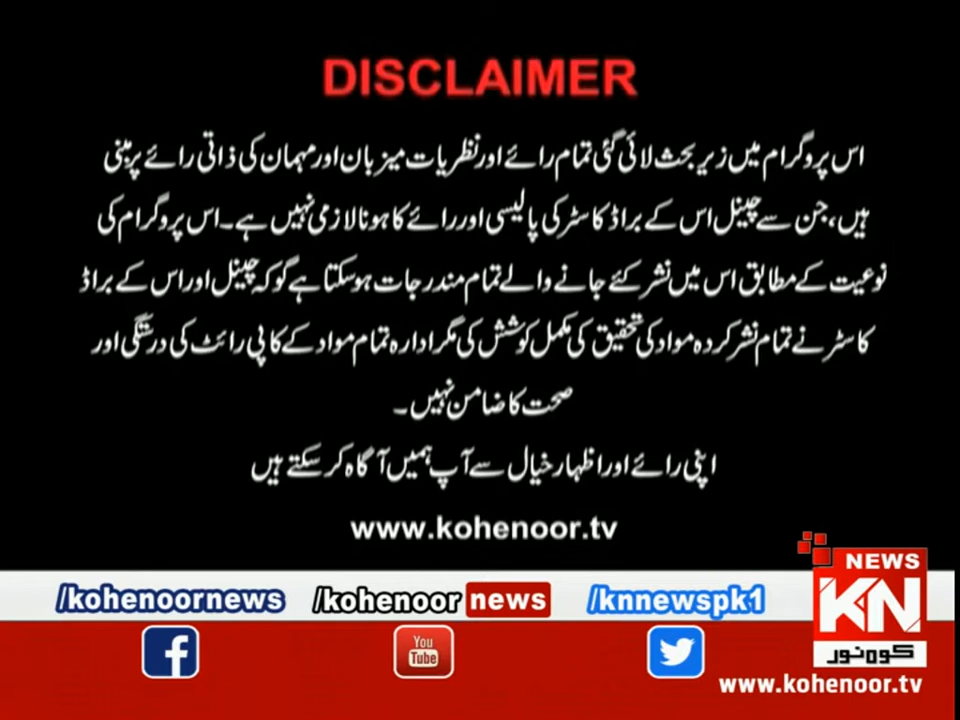 DISCLAIMER
اس پروگرام میں زیر بحث لائی گئی تمام رائے اور نظریات میزبان اور مہمان کی ذاتی رائے پر مبنی
ہیں، جن سے چینل اس کے براڈ کاسٹر کی پالیسی اور رائے کا ہونا لازمی نہیں ہے۔ اس پروگرام کی
نوعیت کے مطابق اس میں نشر کئے جانے والے تمام مندرجات ہوسکتا ہے گو کہ چینل اور اس کے براڈ
کاسٹر نے تمام نشر کردہ مواد کی تحقیق کی مکمل کوشش کی مگر ادارہ تمام مواد کے کاپی رائٹ کی درستگی اور
صحت کا ضامن نہیں۔
اپنی رائے اور اظہار خیال سے آپ ہمیں آگاہ کر سکتے ہیں
www.kohenoor.tv
/kohenoornews
/kohenoor news
/knnewspk1
NEWS
KN
کوہ نور
You
Tube
www.kohenoor.tv